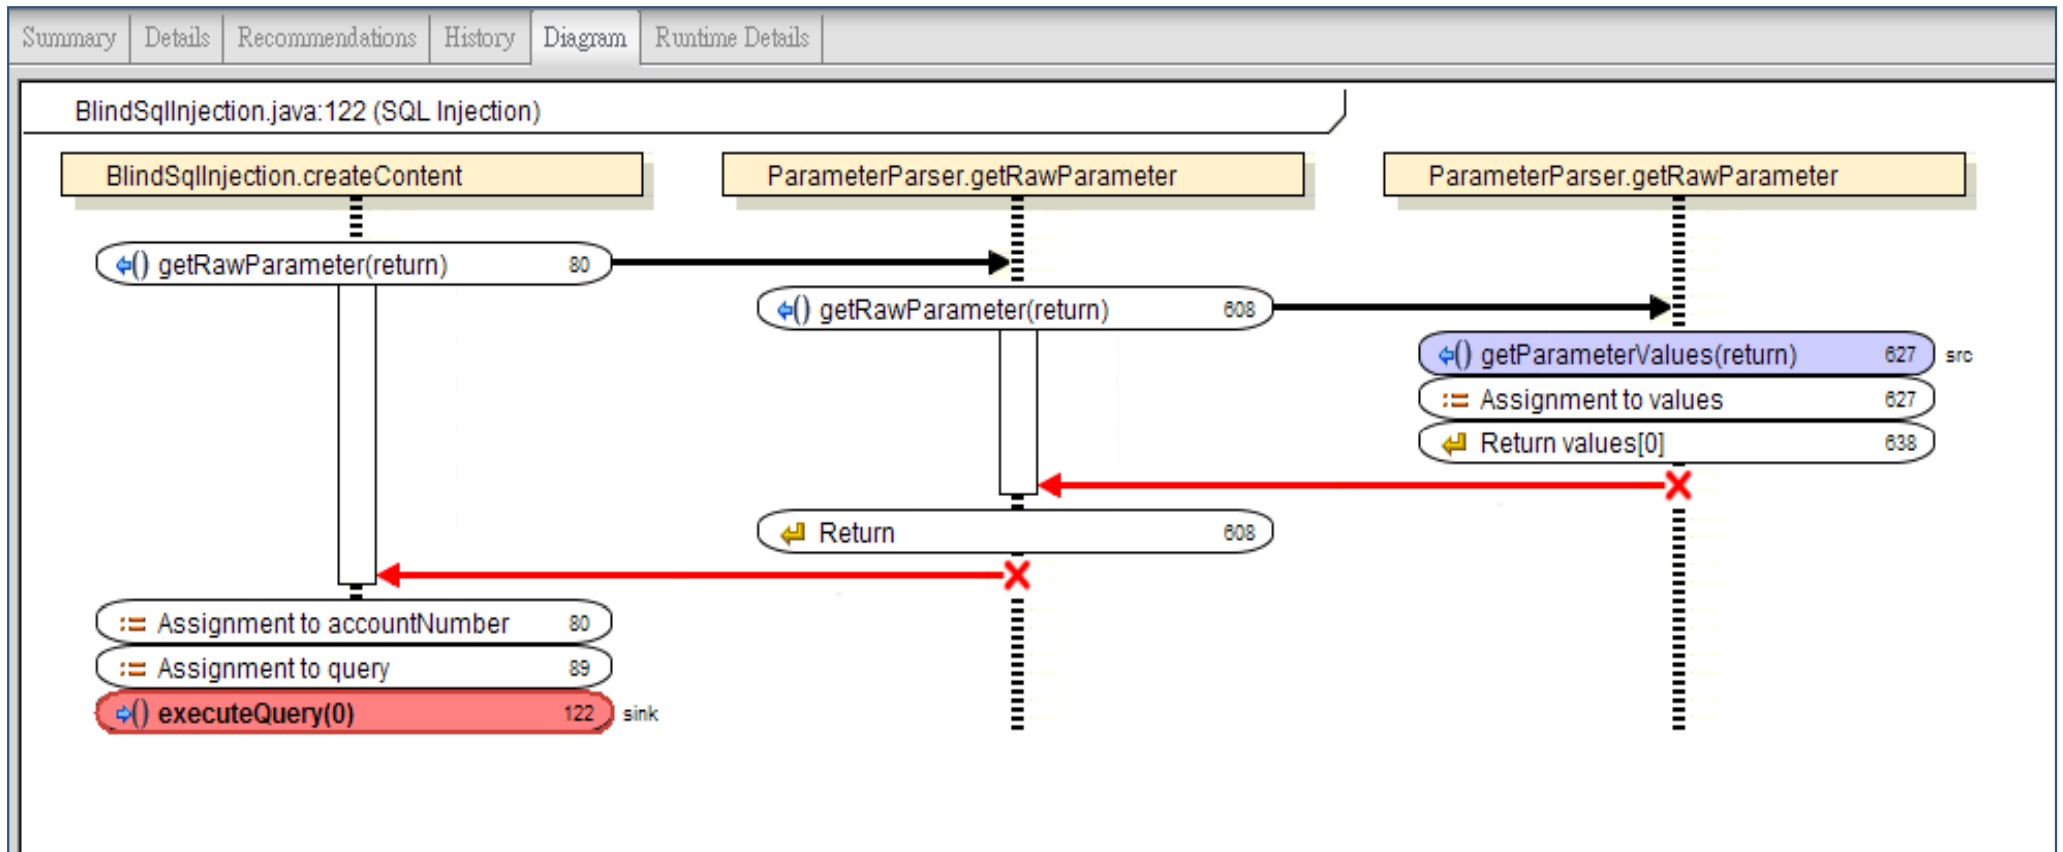 Summary Details Recommendations History Diagram Runtime Details
BlindSqlInjection.java:122 (SQL Injection)
BlindSqlInjection.createContent ParameterParser.getRawParameter ParameterParser.getRawParameter
() getRawParameter(return) 80
() getRawParameter(return) 608
() getParameterValues(return) 627 src
:= Assignment to values 627
Return values[0] 638
Return 608
:= Assignment to accountNumber 80
:= Assignment to query 89
() executeQuery(0) 122 sink